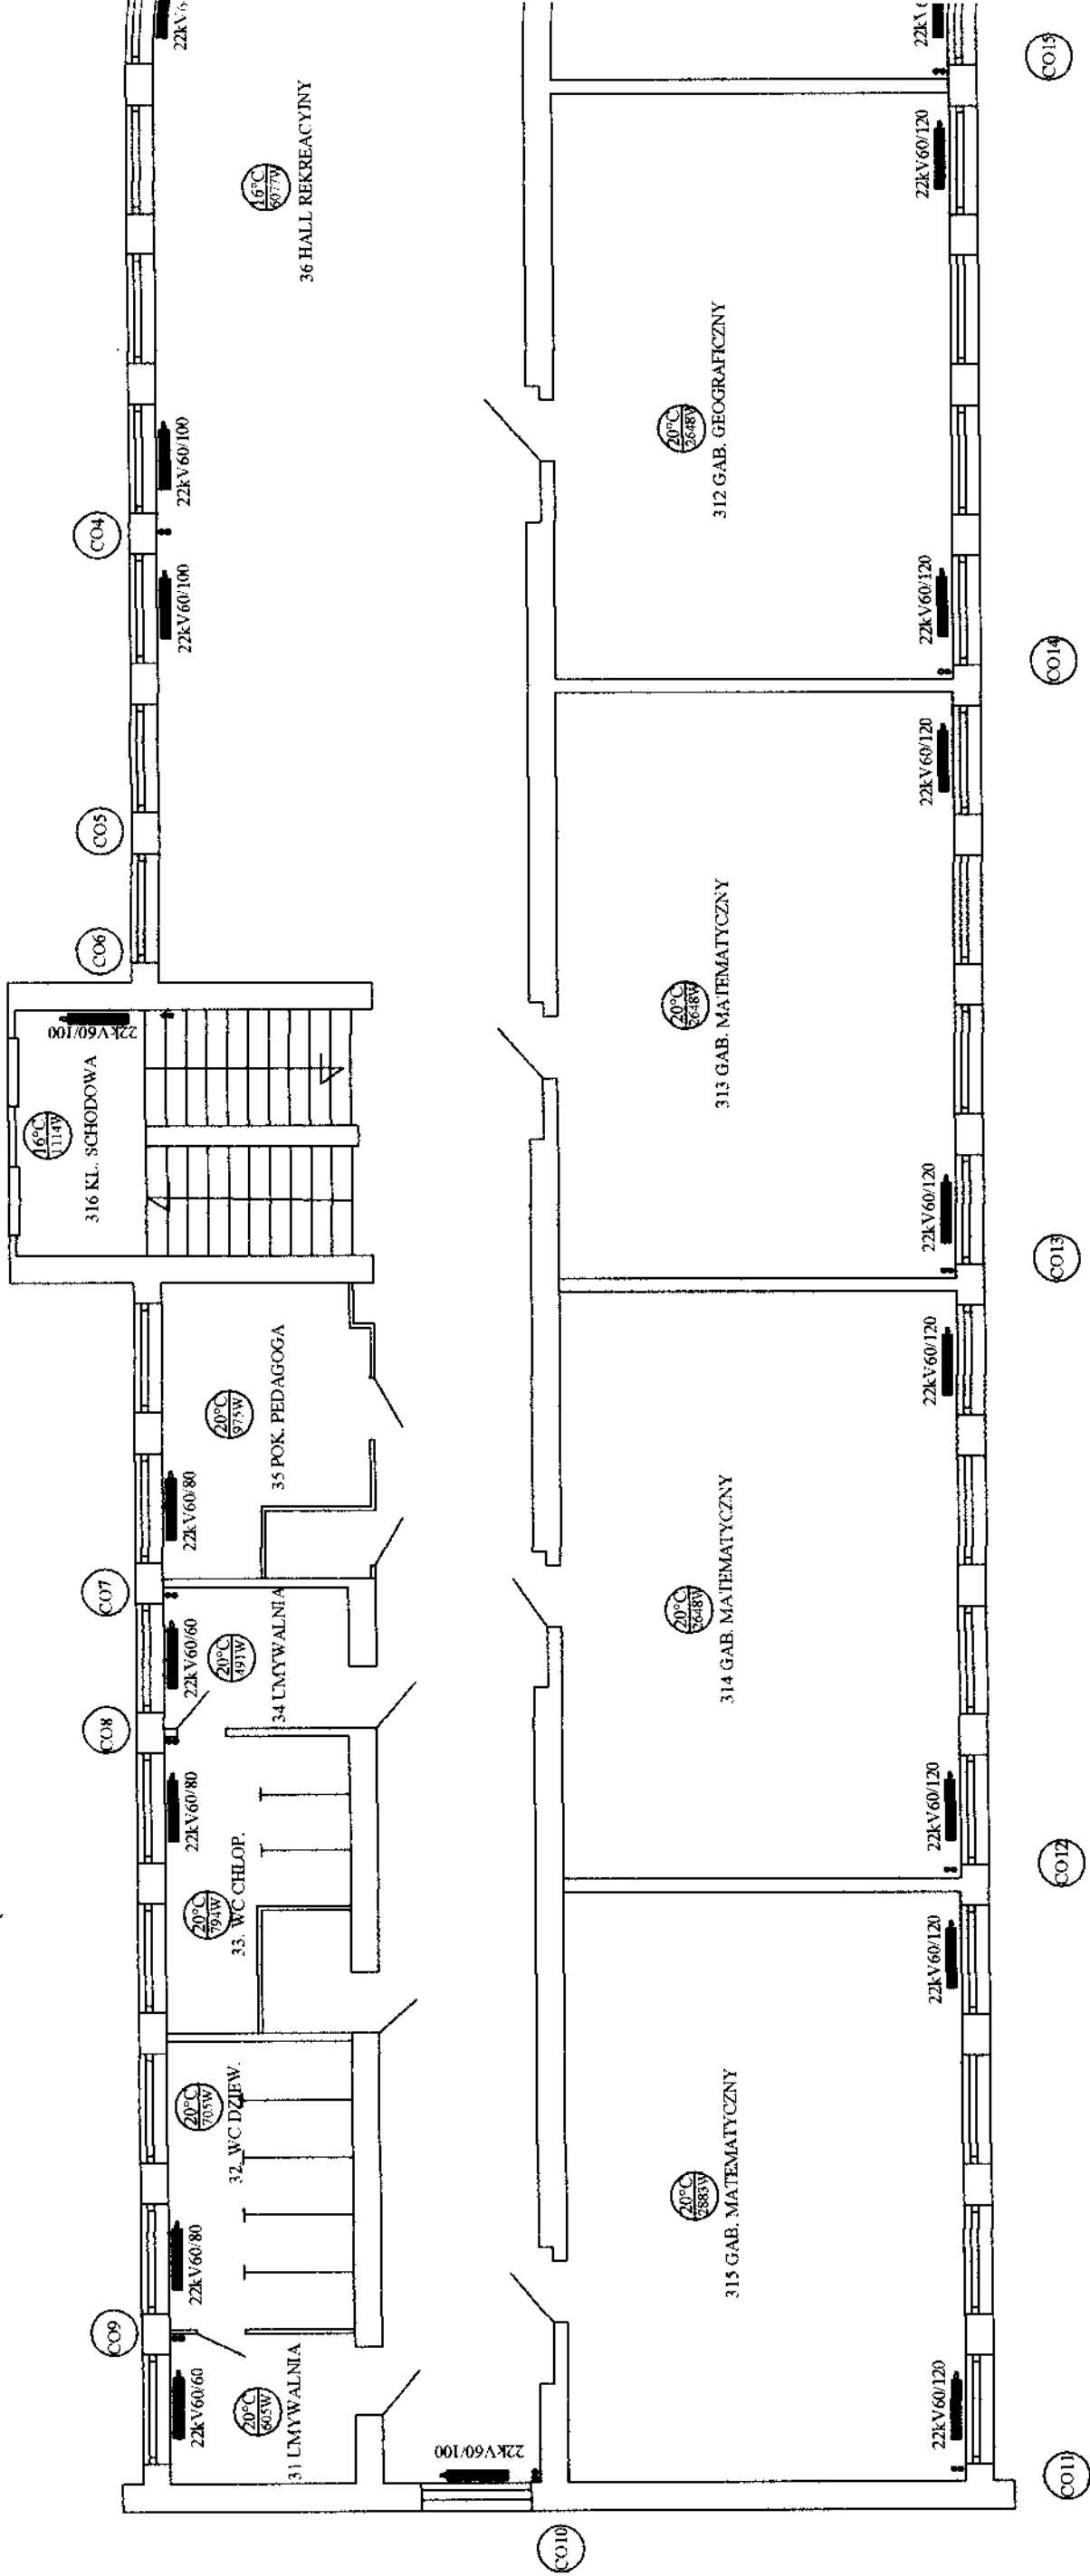 CO6
CO5
CO4
CO7
CO8
CO9
CO10
CO11
CO12
CO13
CO14
CO15
22kV60/100
16°C
1114W
316 KL. SCHODOWA
22kV60/100
22kV60/100
16°C
6077W
36 HALL REKREACYJNY
22kV60/60
20°C
605W
31 UMYWALNIA
22kV60/80
20°C
705W
32. WC DZIEW.
20°C
794W
33. WC CHŁOP.
22kV60/80
22kV60/60
20°C
491W
34 UMYWALNIA
22kV60/80
20°C
975W
35 POK. PEDAGOGA
22kV60/100
20°C
2883W
315 GAB. MATEMATYCZNY
22kV60/120
22kV60/120
20°C
2648W
314 GAB. MATEMATYCZNY
22kV60/120
22kV60/120
20°C
2648W
313 GAB. MATEMATYCZNY
22kV60/120
22kV60/120
20°C
2648W
312 GAB. GEOGRAFICZNY
22kV60/120
22kV60/120